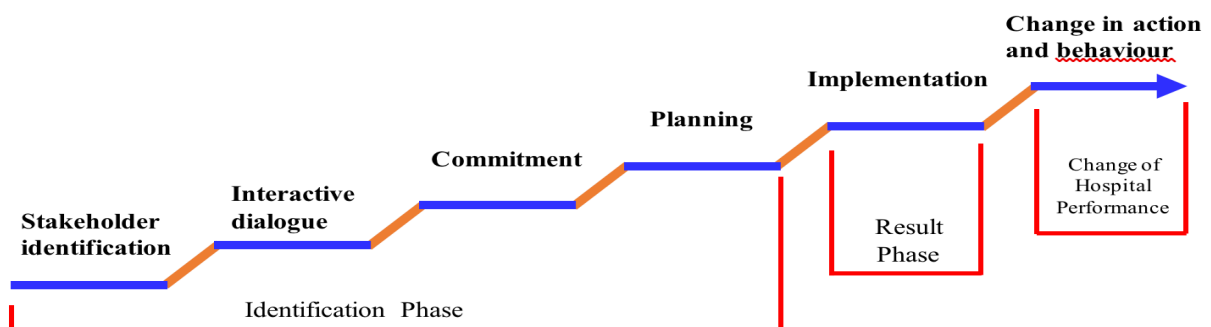 Change in action
and behaviour
Implementation
Planning
Commitment
Interactive
dialogue
Stakeholder
identification
Change of
Hospital
Performance
Result
Phase
Identification Phase